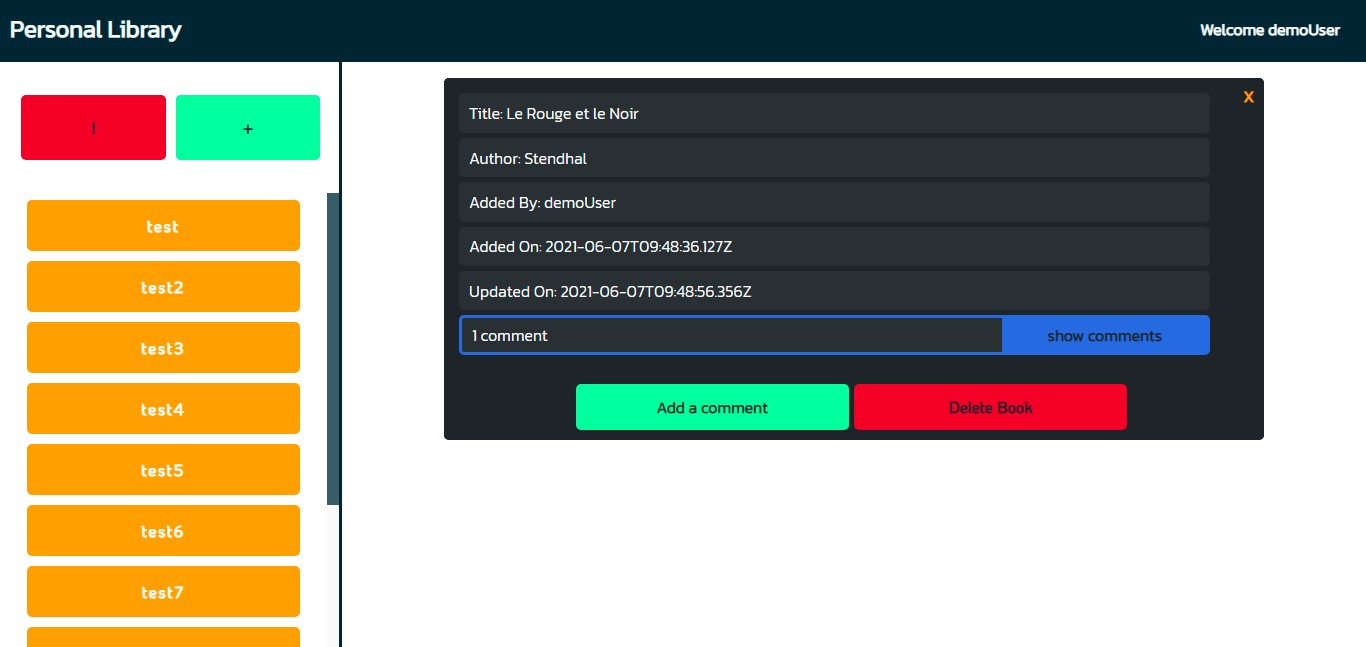 Personal Library
Welcome demoUser
!
+
test
test2
test3
test4
test5
test6
test7
X
Title: Le Rouge et le Noir
Author: Stendhal
Added By: demoUser
Added On: 2021-06-07T09:48:36.127Z
Updated On: 2021-06-07T09:48:56.356Z
1 comment
show comments
Add a comment
Delete Book